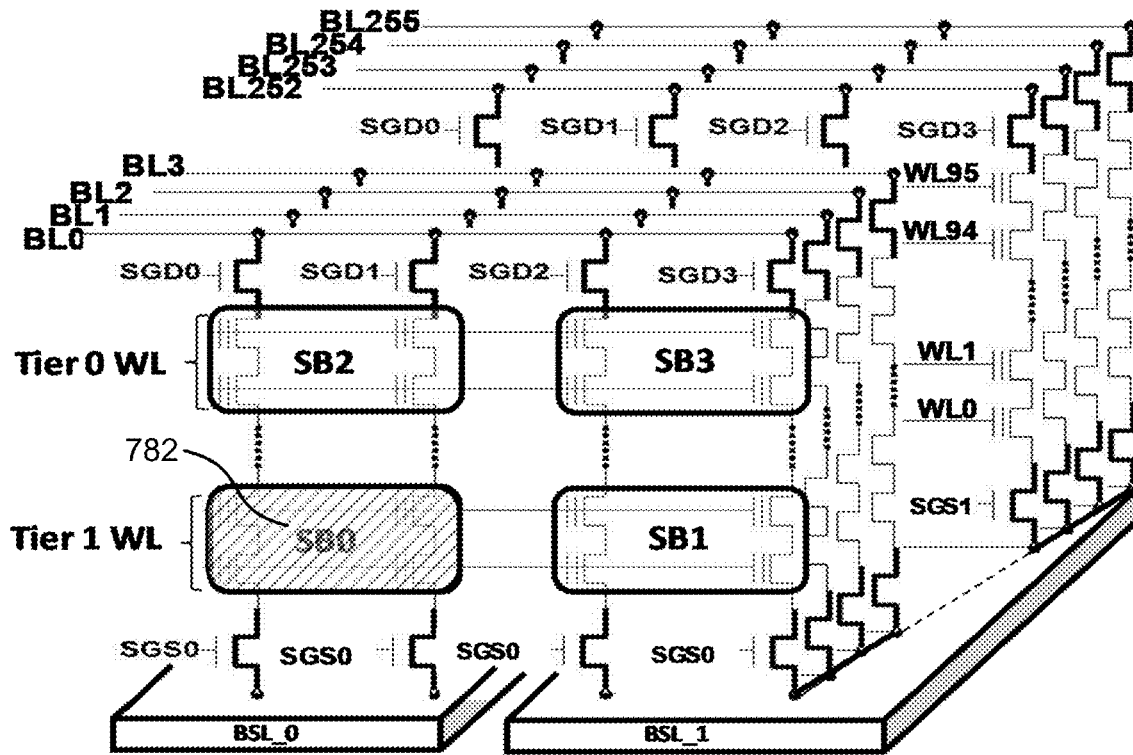 BL255
BL254
BL253
BL252
SGD0 SGD1 SGD2 SGD3
BL3 WL95
BL2
BL1 WL94
BL0
SGD0 SGD1 SGD2 SGD3
Tier 0 WL SB2 SB3 WL1
WL0
782
SGS1
Tier 1 WL SB0 SB1
SGS0 SGS0 SGS0 SGS0
BSL_0 BSL_1